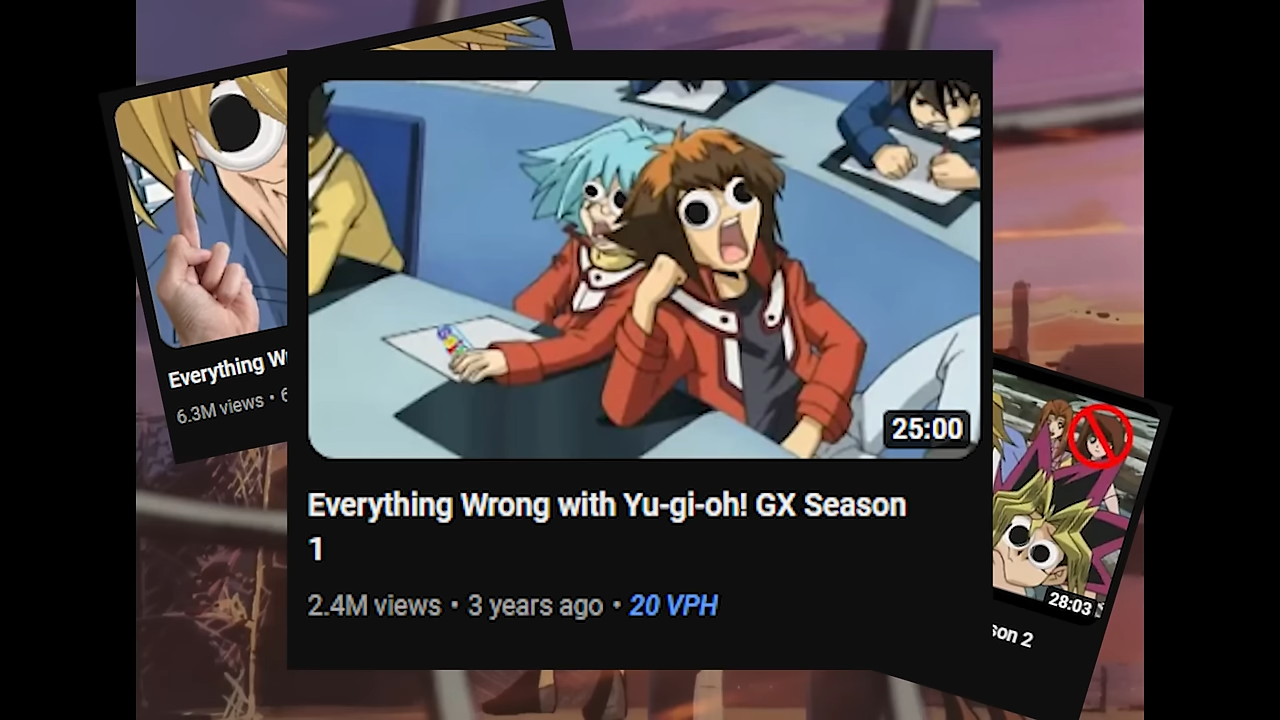 Everything W
6.3M views • 6
25:00
Everything Wrong with Yu-gi-oh! GX Season
1
2.4M views • 3 years ago • 20 VPH
28:03
son 2